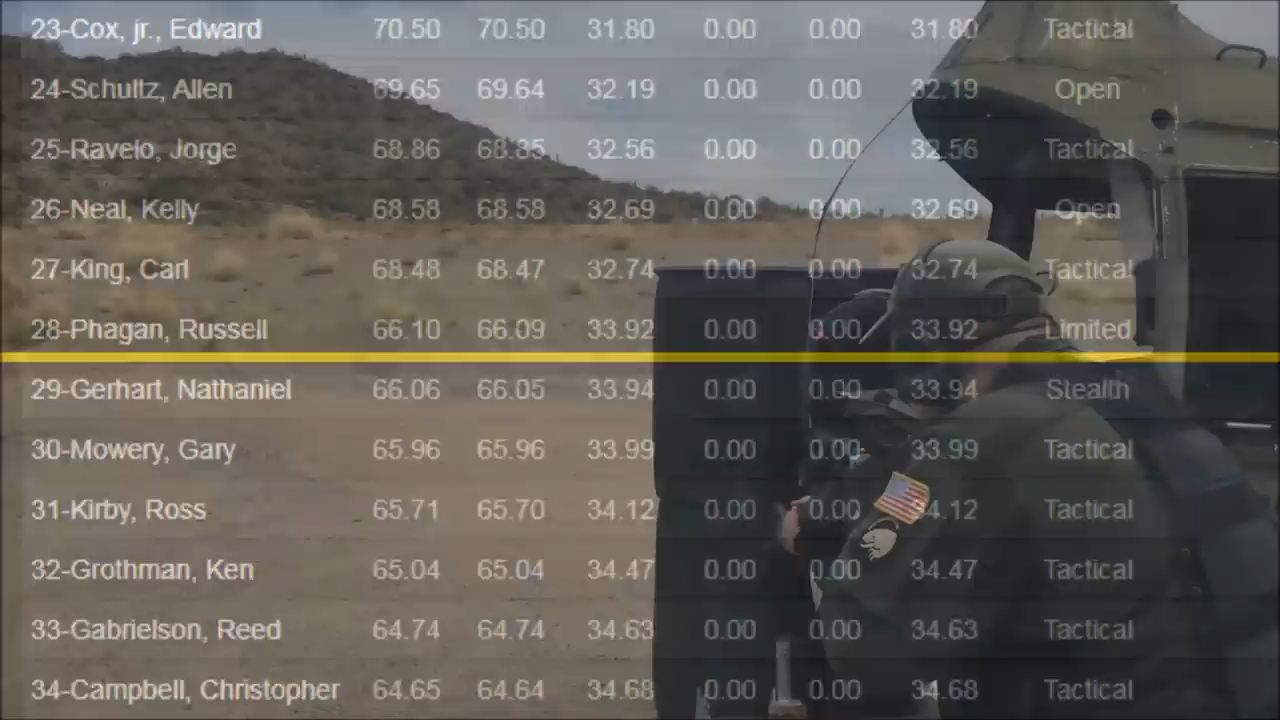 23-Cox, jr., Edward 70.50 70.50 31.80 0.00 0.00 31.80 Tactical
24-Schultz, Allen 69.65 69.64 32.19 0.00 0.00 32.19 Open
25-Ravelo, Jorge 68.86 68.85 32.56 0.00 0.00 32.56 Tactical
26-Neal, Kelly 68.58 68.58 32.69 0.00 0.00 32.69 Open
27-King, Carl 68.48 68.47 32.74 0.00 0.00 32.74 Tactical
28-Phagan, Russell 66.10 66.09 33.92 0.00 0.00 33.92 Limited
29-Gerhart, Nathaniel 66.06 66.05 33.94 0.00 0.00 33.94 Stealth
30-Mowery, Gary 65.96 65.96 33.99 0.00 0.00 33.99 Tactical
31-Kirby, Ross 65.71 65.70 34.12 0.00 0.00 34.12 Tactical
32-Grothman, Ken 65.04 65.04 34.47 0.00 0.00 34.47 Tactical
33-Gabrielson, Reed 64.74 64.74 34.63 0.00 0.00 34.63 Tactical
34-Campbell, Christopher 64.65 64.64 34.68 0.00 0.00 34.68 Tactical